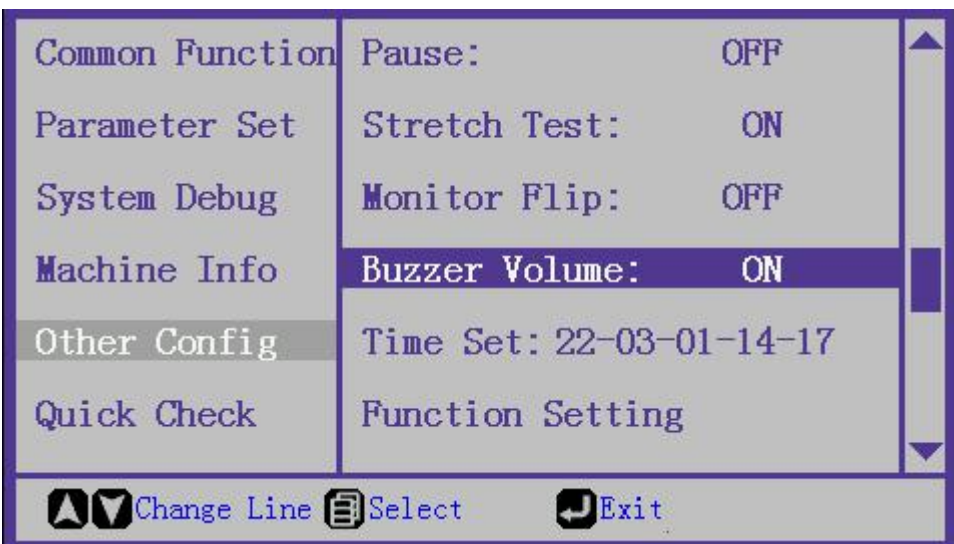 Common Function
Parameter Set
System Debug
Machine Info
Other Config
Quick Check
Pause: OFF
Stretch Test: ON
Monitor Flip: OFF
Buzzer Volume: ON
Time Set: 22-03-01-14-17
Function Setting
Change Line Select Exit